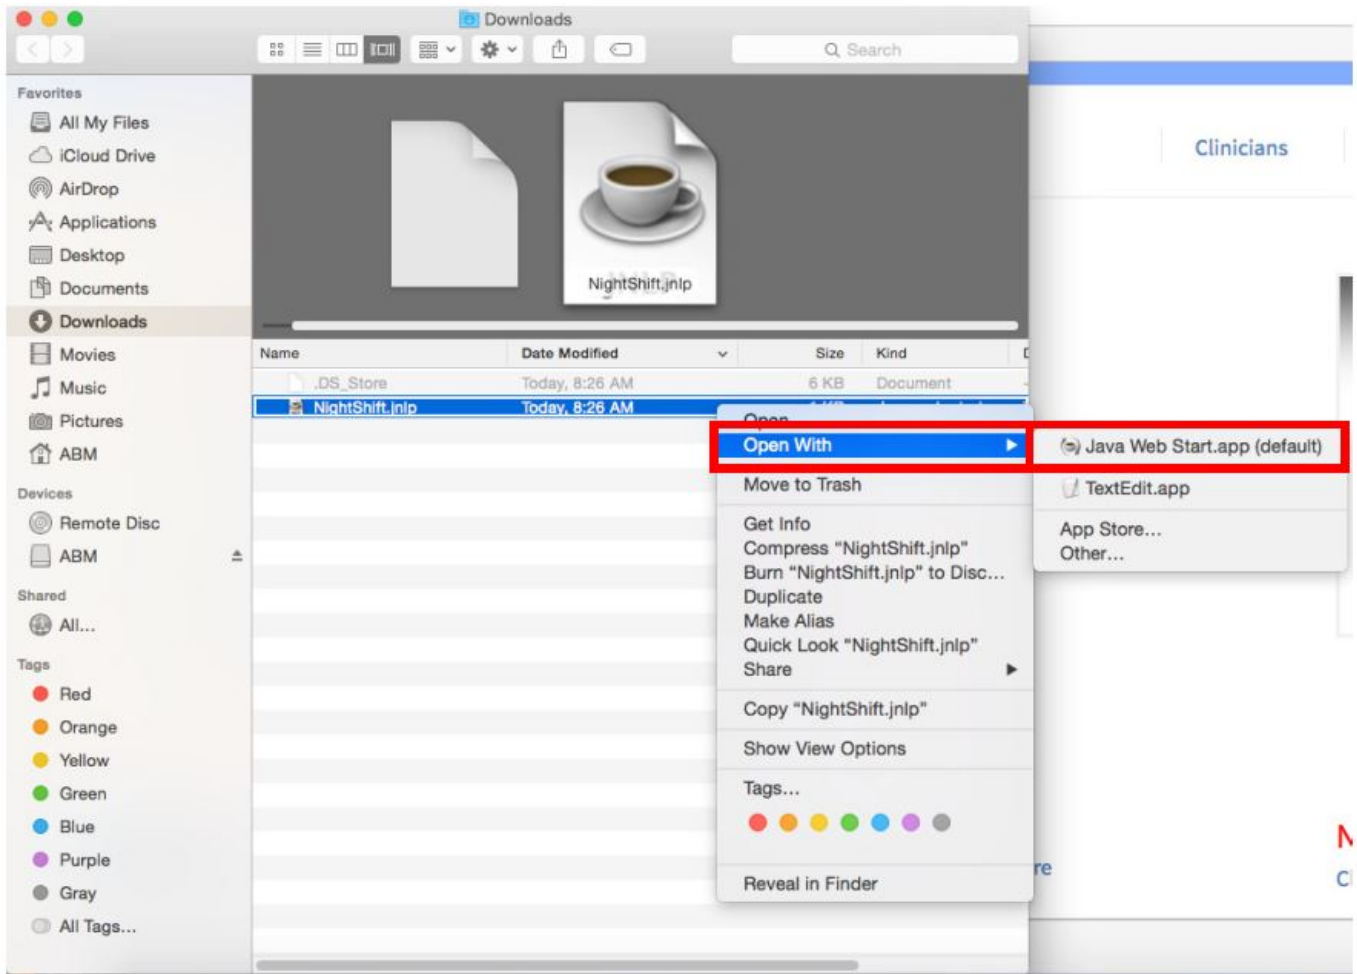 Downloads
Search
Favorites
All My Files
iCloud Drive
AirDrop
Applications
Desktop
Documents
Downloads
Movies
Music
Pictures
ABM
Devices
Remote Disc
ABM
Shared
All...
Tags
Red
Orange
Yellow
Green
Blue
Purple
Gray
All Tags...
NightShift.jnlp
Name Date Modified Size Kind
.DS_Store Today, 8:26 AM 6 KB Document
NightShift.jnlp Today, 8:26 AM
Open
Open With
Move to Trash
Get Info
Compress “NightShift.jnlp”
Burn “NightShift.jnlp” to Disc...
Duplicate
Make Alias
Quick Look “NightShift.jnlp”
Share
Copy “NightShift.jnlp”
Show View Options
Tags...
Reveal in Finder
Java Web Start.app (default)
TextEdit.app
App Store...
Other...
Clinicians
re